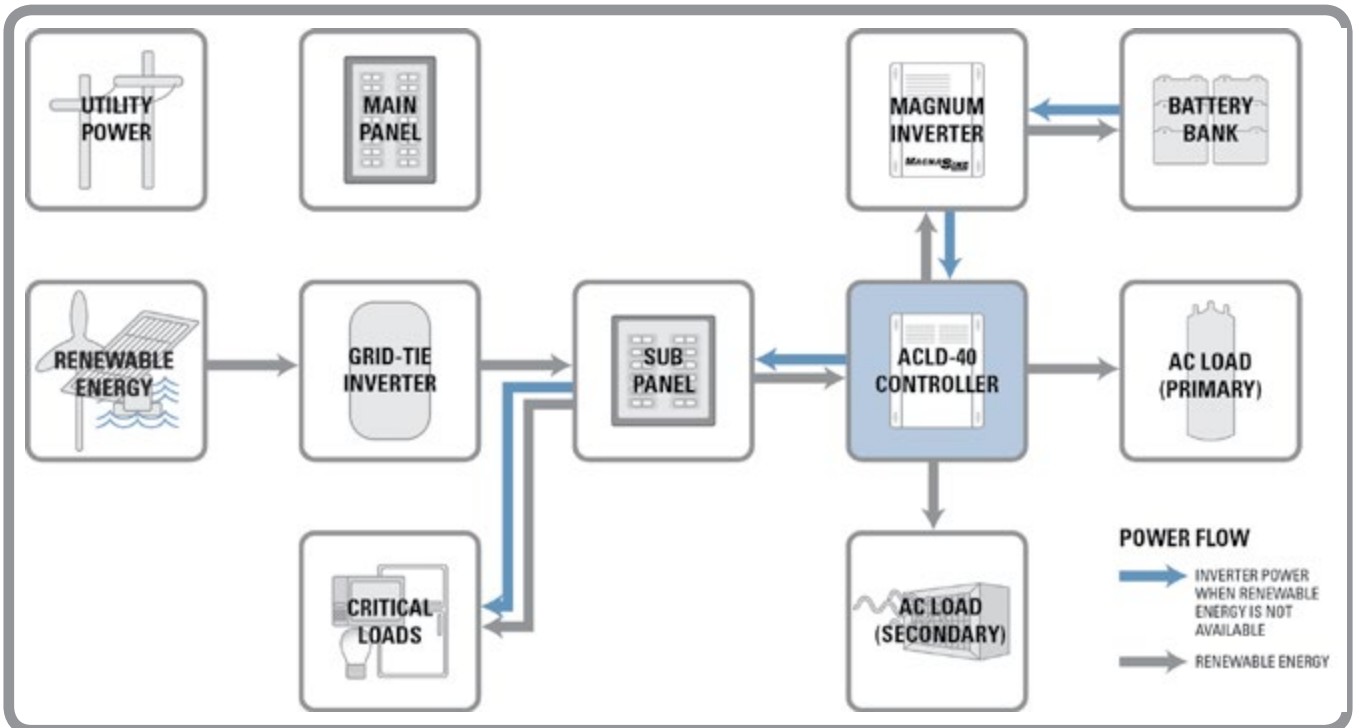 UTILITY
POWER
MAIN
PANEL
MAGNUM
INVERTER
MAGNASINE
BATTERY
BANK
RENEWABLE
ENERGY
GRID-TIE
INVERTER
SUB
PANEL
ACLD-40
CONTROLLER
AC LOAD
(PRIMARY)
CRITICAL
LOADS
AC LOAD
(SECONDARY)
POWER FLOW
INVERTER POWER
WHEN RENEWABLE
ENERGY IS NOT
AVAILABLE
RENEWABLE ENERGY